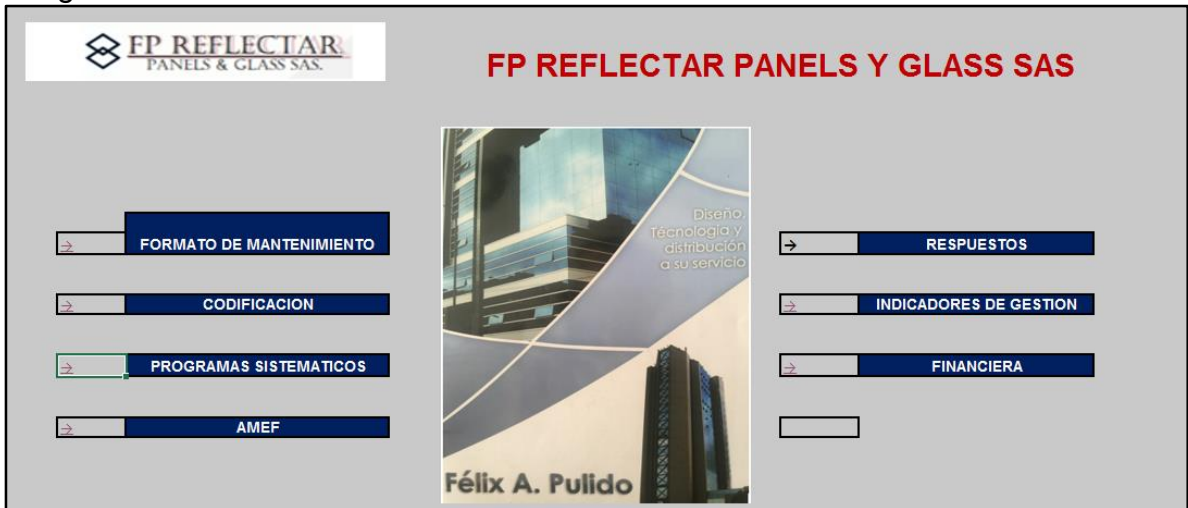 FP REFLECTAR
PANELS & GLASS SAS.
FP REFLECTAR PANELS Y GLASS SAS
→ FORMATO DE MANTENIMIENTO
→ CODIFICACION
→ PROGRAMAS SISTEMATICOS
→ AMEF
Diseño,
Técnologia y
distribución
a su servicio
Félix A. Pulido
→ RESPUESTOS
→ INDICADORES DE GESTION
→ FINANCIERA